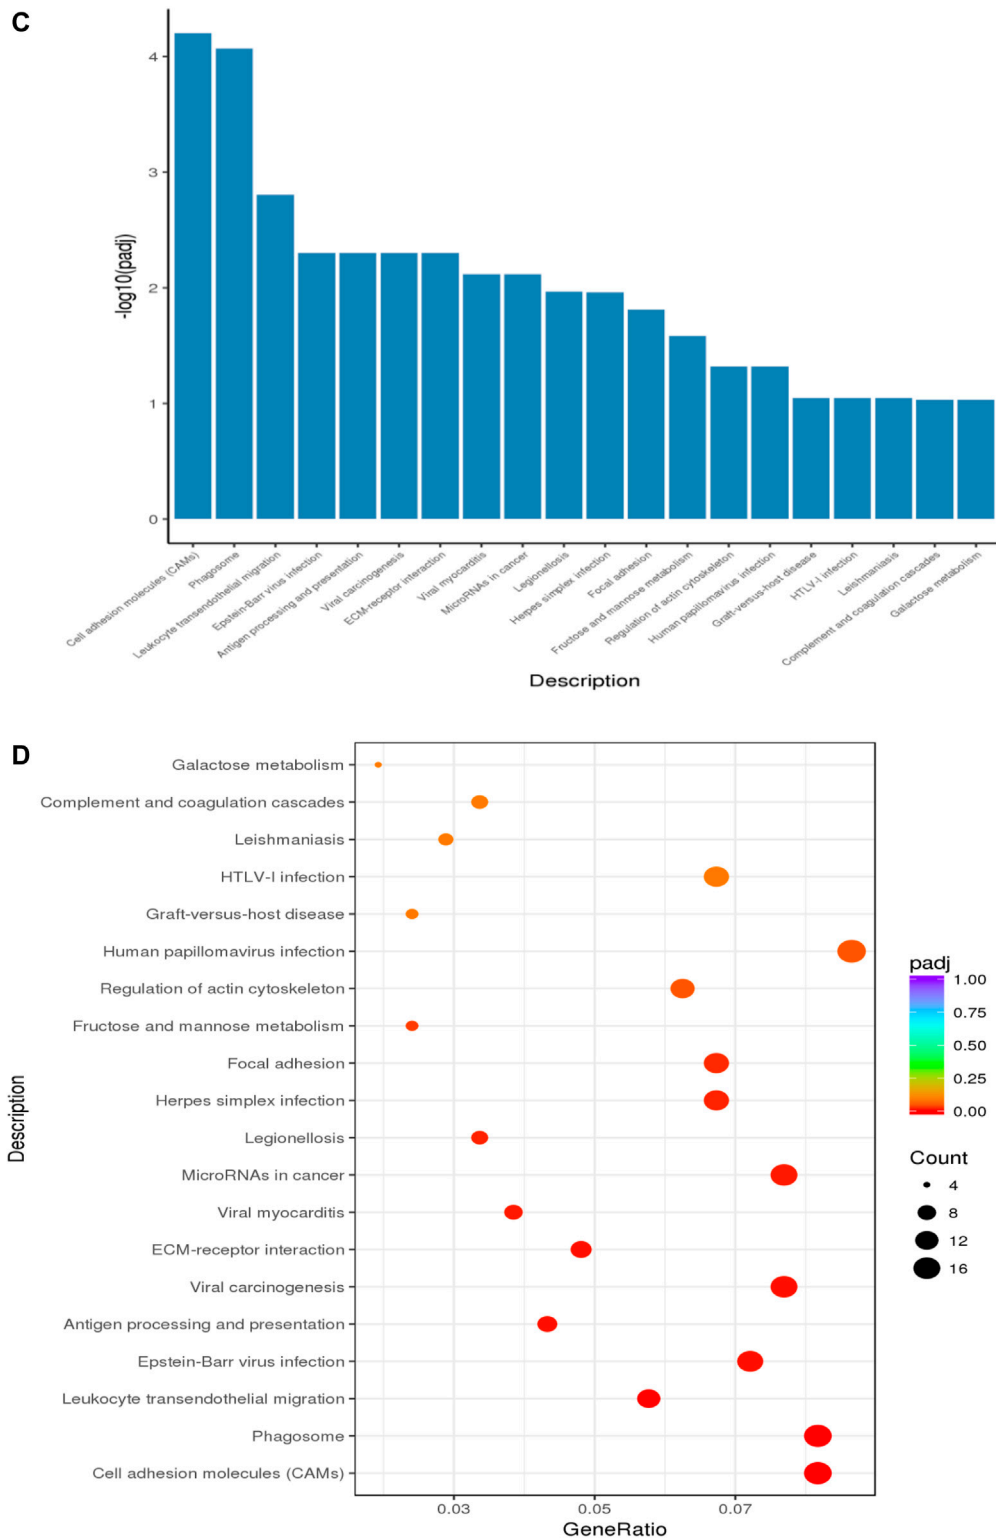 C
-log10(padj)
4
3
2
1
0
Cell adhesion molecules (CAMs)
Phagosome
Leukocyte transendothelial migration
Epstein-Barr virus infection
Antigen processing and presentation
Viral carcinogenesis
ECM-receptor interaction
Viral myocarditis
MicroRNAs in cancer
Legionellosis
Herpes simplex infection
Focal adhesion
Fructose and mannose metabolism
Regulation of actin cytoskeleton
Human papillomavirus infection
Graft-versus-host disease
HTLV-I infection
Leishmaniasis
Complement and coagulation cascades
Galactose metabolism
Description
D
Description
Galactose metabolism
Complement and coagulation cascades
Leishmaniasis
HTLV-I infection
Graft-versus-host disease
Human papillomavirus infection
Regulation of actin cytoskeleton
Fructose and mannose metabolism
Focal adhesion
Herpes simplex infection
Legionellosis
MicroRNAs in cancer
Viral myocarditis
ECM-receptor interaction
Viral carcinogenesis
Antigen processing and presentation
Epstein-Barr virus infection
Leukocyte transendothelial migration
Phagosome
Cell adhesion molecules (CAMs)
0.03 0.05 0.07
GeneRatio
padj
1.00
0.75
0.50
0.25
0.00
Count
4
8
12
16